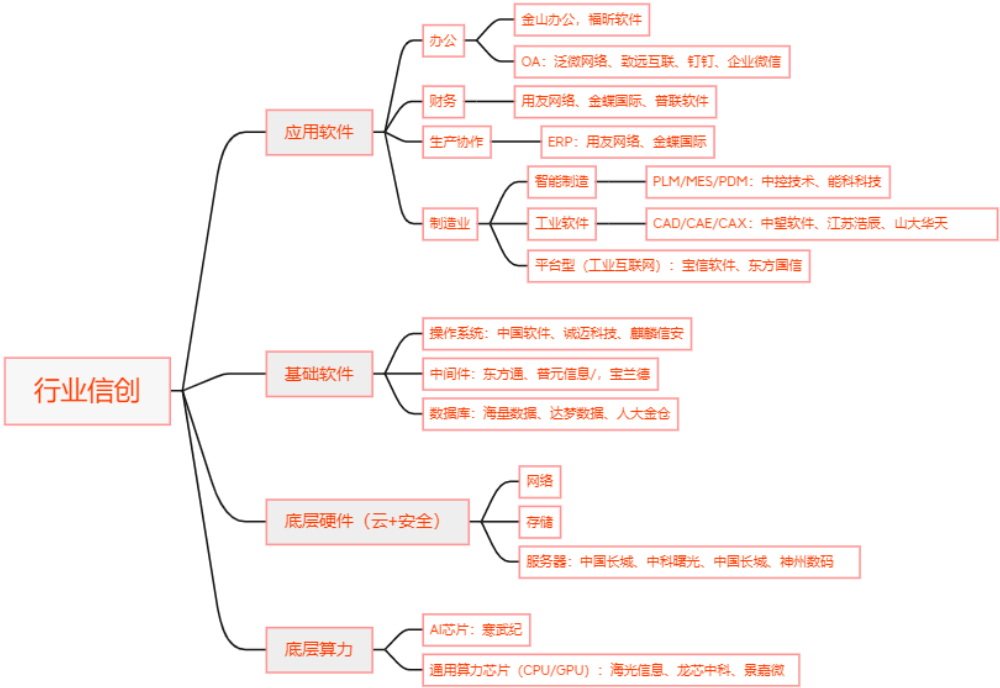 行业信创
应用软件
办公
金山办公，福昕软件
OA：泛微网络、致远互联、钉钉、企业微信
财务
用友网络、金蝶国际、普联软件
生产协作
ERP：用友网络、金蝶国际
制造业
智能制造
PLM/MES/PDM：中控技术、能科科技
工业软件
CAD/CAE/CAX：中望软件、江苏浩辰、山大华天
平台型（工业互联网）：宝信软件、东方国信
基础软件
操作系统：中国软件、诚迈科技、麒麟信安
中间件：东方通、普元信息/，宝兰德
数据库：海量数据、达梦数据、人大金仓
底层硬件（云+安全）
网络
存储
服务器：中国长城、中科曙光、中国长城、神州数码
底层算力
AI芯片：寒武纪
通用算力芯片（CPU/GPU）：海光信息、龙芯中科、景嘉微